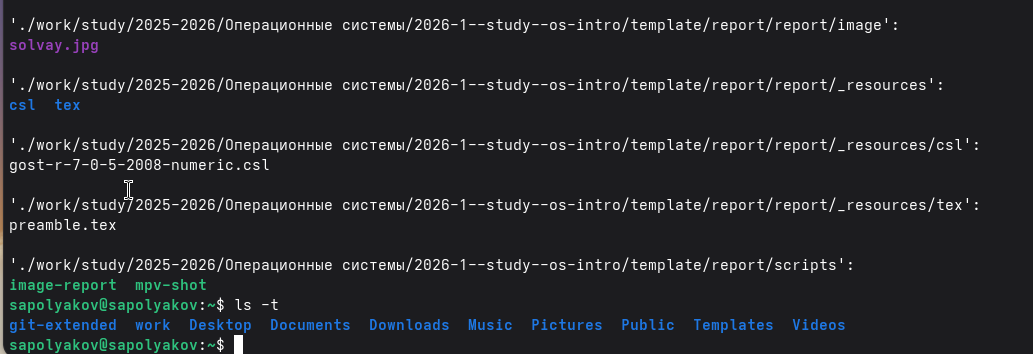 './work/study/2025-2026/Операционные системы/2026-1--study--os-intro/template/report/report/image':
solvay.jpg
'./work/study/2025-2026/Операционные системы/2026-1--study--os-intro/template/report/report/_resources':
csl  tex
'./work/study/2025-2026/Операционные системы/2026-1--study--os-intro/template/report/report/_resources/csl':
gost-r-7-0-5-2008-numeric.csl
'./work/study/2025-2026/Операционные системы/2026-1--study--os-intro/template/report/report/_resources/tex':
preamble.tex
'./work/study/2025-2026/Операционные системы/2026-1--study--os-intro/template/report/scripts':
image-report  mpv-shot
sapolyakov@sapolyakov:~$ ls -t
git-extended  work  Desktop  Documents  Downloads  Music  Pictures  Public  Templates  Videos
sapolyakov@sapolyakov:~$